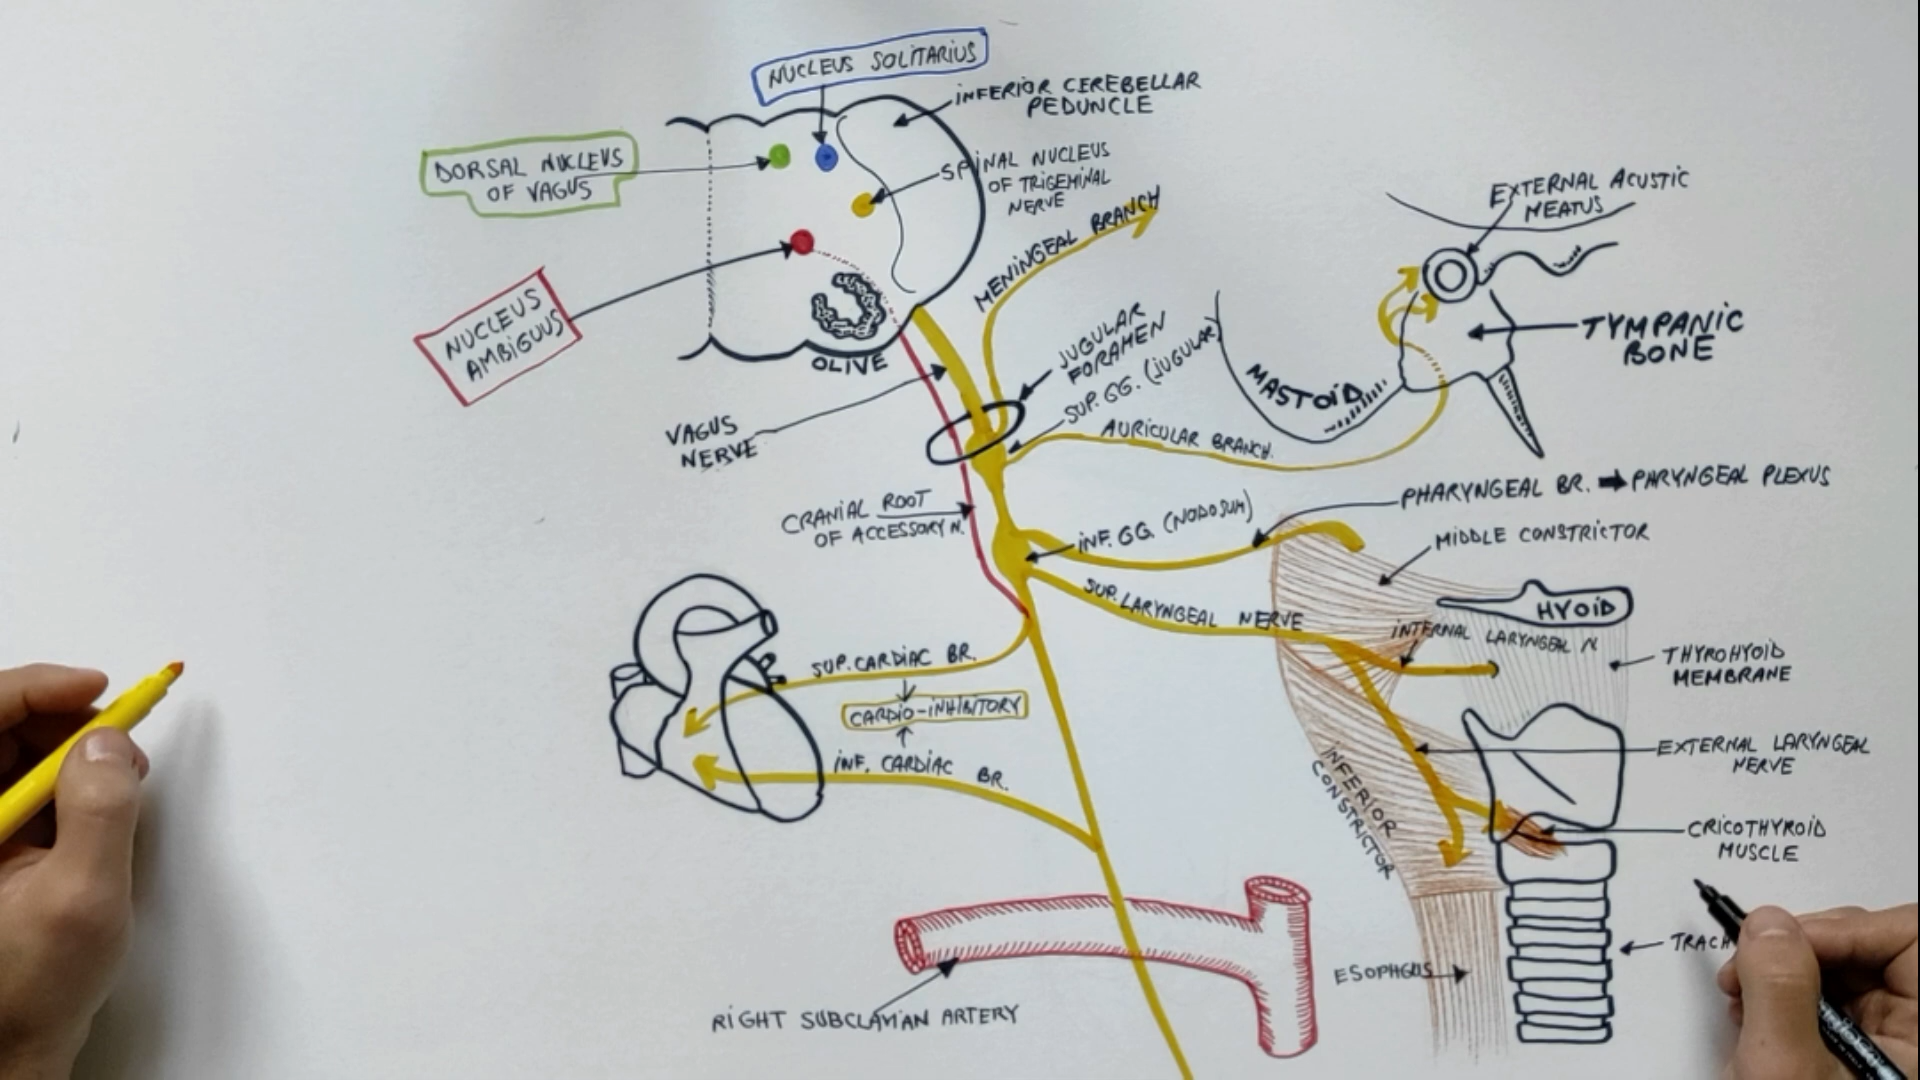 NUCLEUS SOLITARIUS
INFERIOR CEREBELLAR
PEDUNCLE
DORSAL NUCLEUS
OF VAGUS
SPINAL NUCLEUS
OF TRIGEMINAL
NERVE
EXTERNAL ACUSTIC
MEATUS
MENINGEAL BRANCH
NUCLEUS
AMBIGUUS
OLIVE
JUGULAR
FORAMEN
SUP. GG. (JUGULAR)
TYMPANIC
BONE
MASTOID
VAGUS
NERVE
AURICULAR BRANCH.
CRANIAL ROOT
OF ACCESSORY N.
INF. GG. (NODOSUM)
PHARYNGEAL BR. ➡ PHARYNGEAL PLEXUS
MIDDLE CONSTRICTOR
SUP. LARYNGEAL NERVE
HYOID
INTERNAL LARYNGEAL N
THYROHYOID
MEMBRANE
SUP. CARDIAC BR.
CARDIO-INHIBITORY
INF. CARDIAC BR.
EXTERNAL LARYNGEAL
NERVE
INFERIOR
CONSTRICTOR
CRICOTHYROID
MUSCLE
TRACH
ESOPHGUS
RIGHT SUBCLAVIAN ARTERY